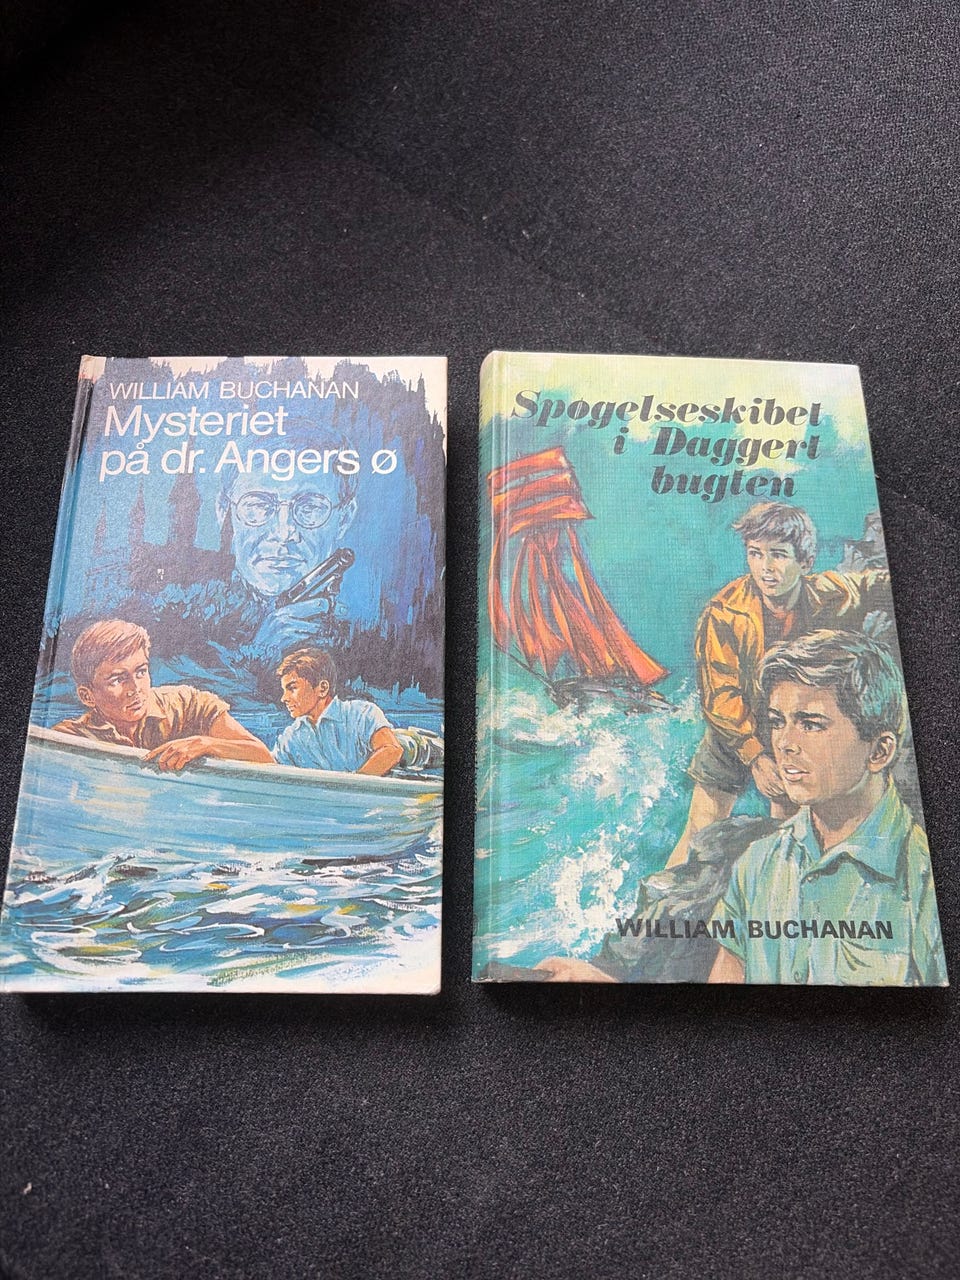 WILLIAM BUCHANAN
Mysteriet
på dr. Angers ø
Spøgelseskibet
i Daggert
bugten
WILLIAM BUCHANAN